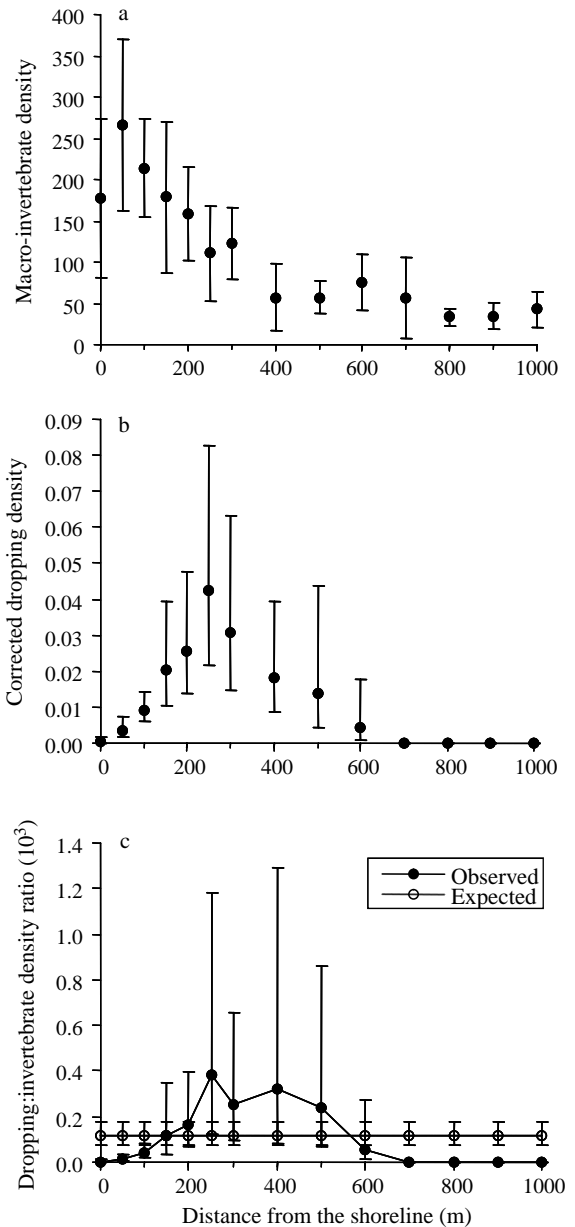 a
400
350
300
250
200
150
100
50
0
Macro-invertebrate density
0 200 400 600 800 1000
b
0.09
0.08
0.07
0.06
0.05
0.04
0.03
0.02
0.01
0.00
Corrected dropping density
0 200 400 600 800 1000
c
1.4
1.2
1.0
0.8
0.6
0.4
0.2
0.0
Dropping:invertebrate density ratio (10³)
Observed
Expected
0 200 400 600 800 1000
Distance from the shoreline (m)